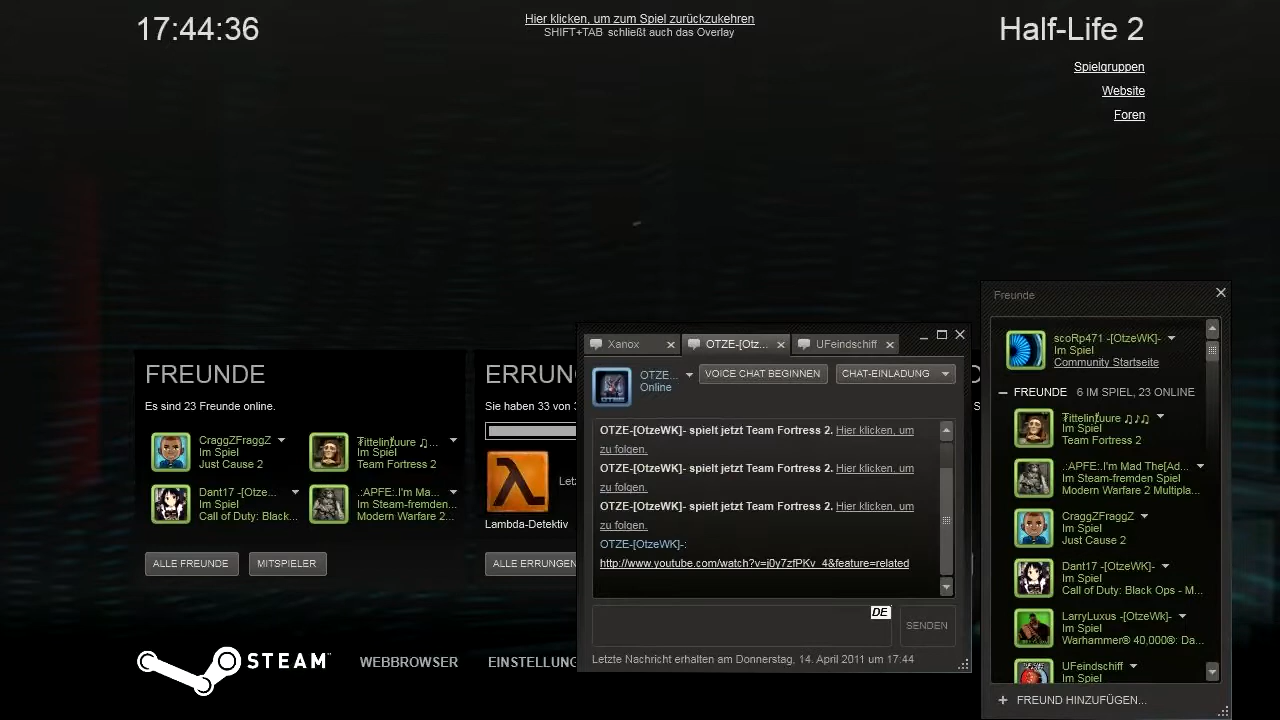 17:44:36
Hier klicken, um zum Spiel zurückzukehren
SHIFT+TAB schließt auch das Overlay
Half-Life 2
Spielgruppen
Website
Foren
FREUNDE
Es sind 23 Freunde online.
CraggZFraggZ
Im Spiel
Just Cause 2
Im Spiel
Team Fortress 2
Dant17 -[Otze...
Im Spiel
Call of Duty: Black...
.:APFE:.I'm Ma...
Im Steam-fremden...
Modern Warfare 2...
ALLE FREUNDE
MITSPIELER
ERRUN
Sie haben 33 von
Letz
Lambda-Detektiv
ALLE ERRUNGEN
STEAM™
WEBBROWSER
EINSTELLUNG
Xanox
OTZE-[Otz...
UFeindschiff
OTZE...
Online
VOICE CHAT BEGINNEN
CHAT-EINLADUNG
OTZE-[OtzeWK]- spielt jetzt Team Fortress 2. Hier klicken, um
zu folgen.
OTZE-[OtzeWK]- spielt jetzt Team Fortress 2. Hier klicken, um
zu folgen.
OTZE-[OtzeWK]- spielt jetzt Team Fortress 2. Hier klicken, um
zu folgen.
OTZE-[OtzeWK]-:
http://www.youtube.com/watch?v=j0y7zfPKv_4&feature=related
DE
SENDEN
Letzte Nachricht erhalten am Donnerstag, 14. April 2011 um 17:44
Freunde
scoRp471 -[OtzeWK]-
Im Spiel
Community Startseite
FREUNDE 6 IM SPIEL, 23 ONLINE
Im Spiel
Team Fortress 2
.:APFE:.I'm Mad The[Ad...
Im Steam-fremden Spiel
Modern Warfare 2 Multipla...
CraggZFraggZ
Im Spiel
Just Cause 2
Dant17 -[OtzeWK]-
Im Spiel
Call of Duty: Black Ops - M...
LarryLuxus -[OtzeWk]-
Im Spiel
Warhammer® 40,000®: Da...
UFeindschiff
Im Spiel
+ FREUND HINZUFÜGEN...